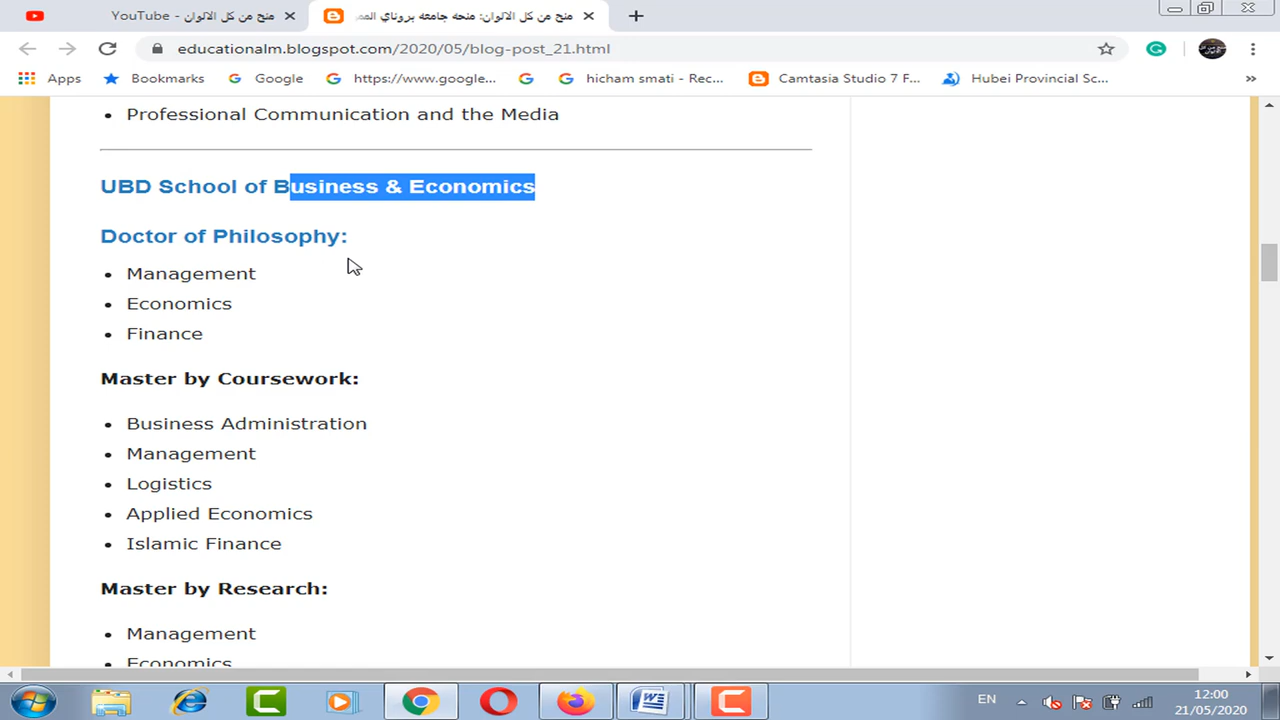 منح من كل الالوان - YouTube
منح من كل الالوان: منحة جامعة بروناي
educationalm.blogspot.com/2020/05/blog-post_21.html
Apps Bookmarks Google https://www.google... hicham smati - Rec... Camtasia Studio 7 F... Hubei Provincial Sc... »
• Professional Communication and the Media
UBD School of Business & Economics
Doctor of Philosophy:
• Management
• Economics
• Finance
Master by Coursework:
• Business Administration
• Management
• Logistics
• Applied Economics
• Islamic Finance
Master by Research:
• Management
Economics
EN
12:00
21/05/2020